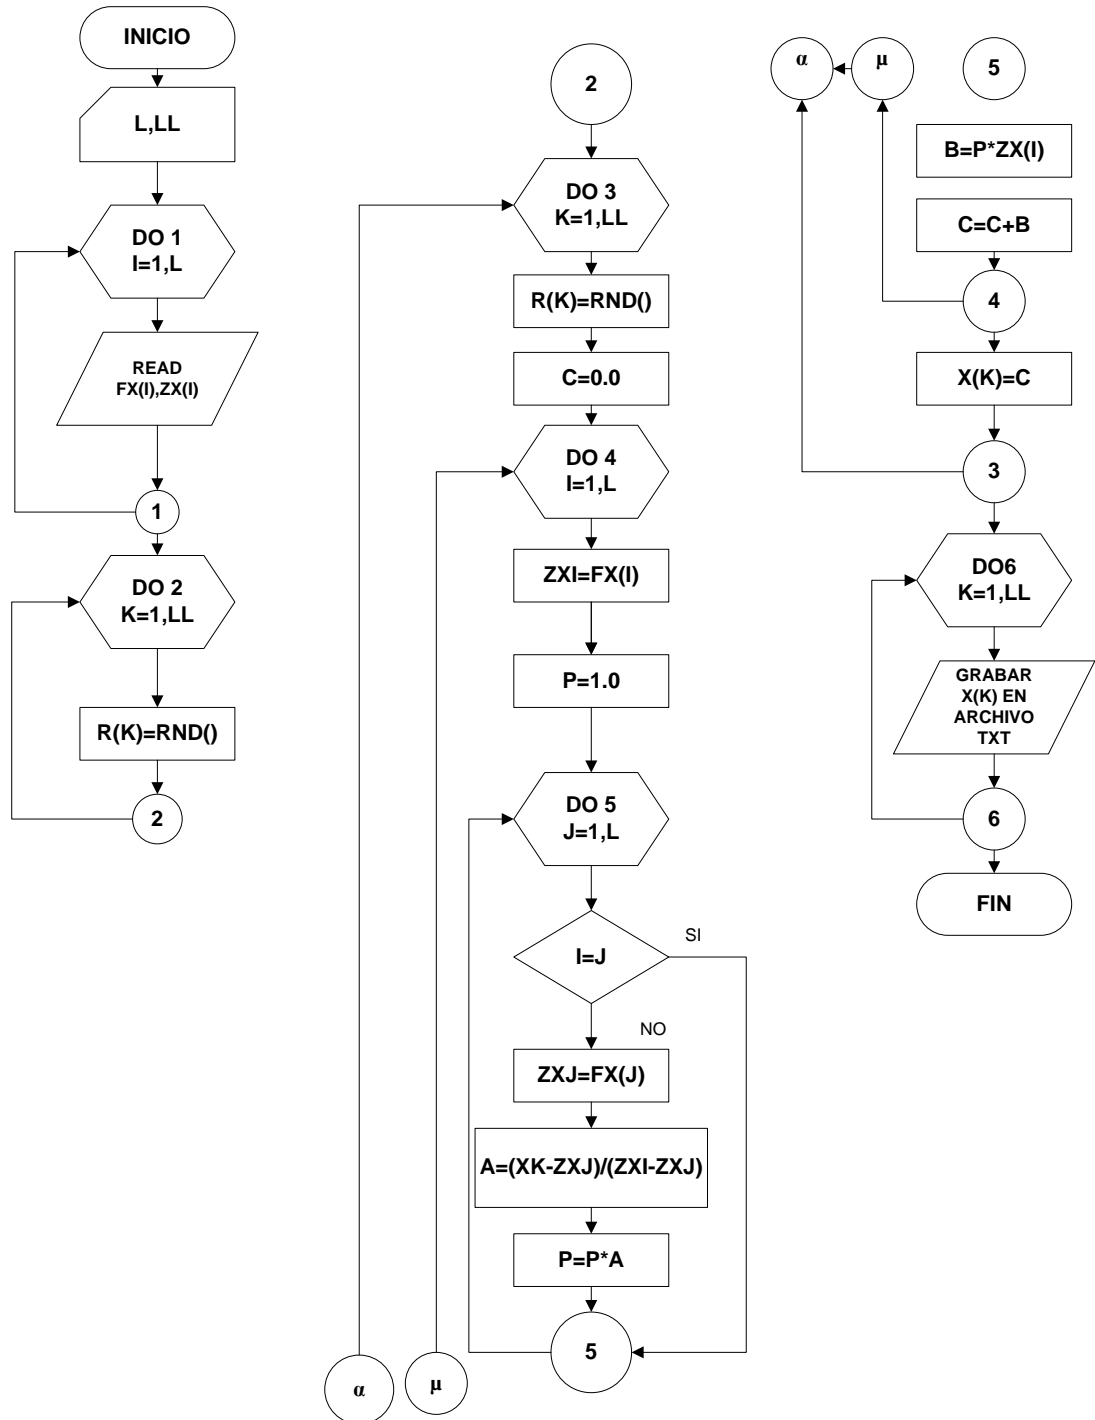 INICIO
L,LL
DO 1
I=1,L
READ
FX(I),ZX(I)
1
DO 2
K=1,LL
R(K)=RND()
2
2
DO 3
K=1,LL
R(K)=RND()
C=0.0
DO 4
I=1,L
ZXI=FX(I)
P=1.0
DO 5
J=1,L
I=J
SI
NO
ZXJ=FX(J)
A=(XK-ZXJ)/(ZXI-ZXJ)
P=P*A
5
α
μ
α
μ
5
B=P*ZX(I)
C=C+B
4
X(K)=C
3
DO6
K=1,LL
GRABAR
X(K) EN
ARCHIVO
TXT
6
FIN